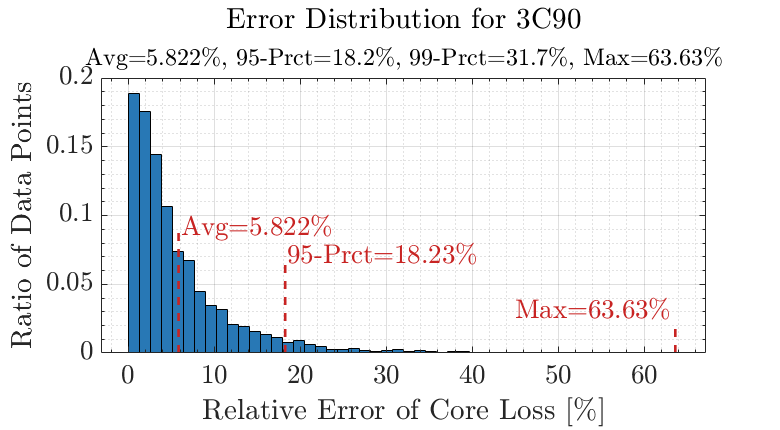 Error Distribution for 3C90
Avg=5.822%, 95-Prct=18.2%, 99-Prct=31.7%, Max=63.63%
Ratio of Data Points
0.2
0.15
0.1
0.05
0
Avg=5.822%
95-Prct=18.23%
Max=63.63%
0 10 20 30 40 50 60
Relative Error of Core Loss [%]